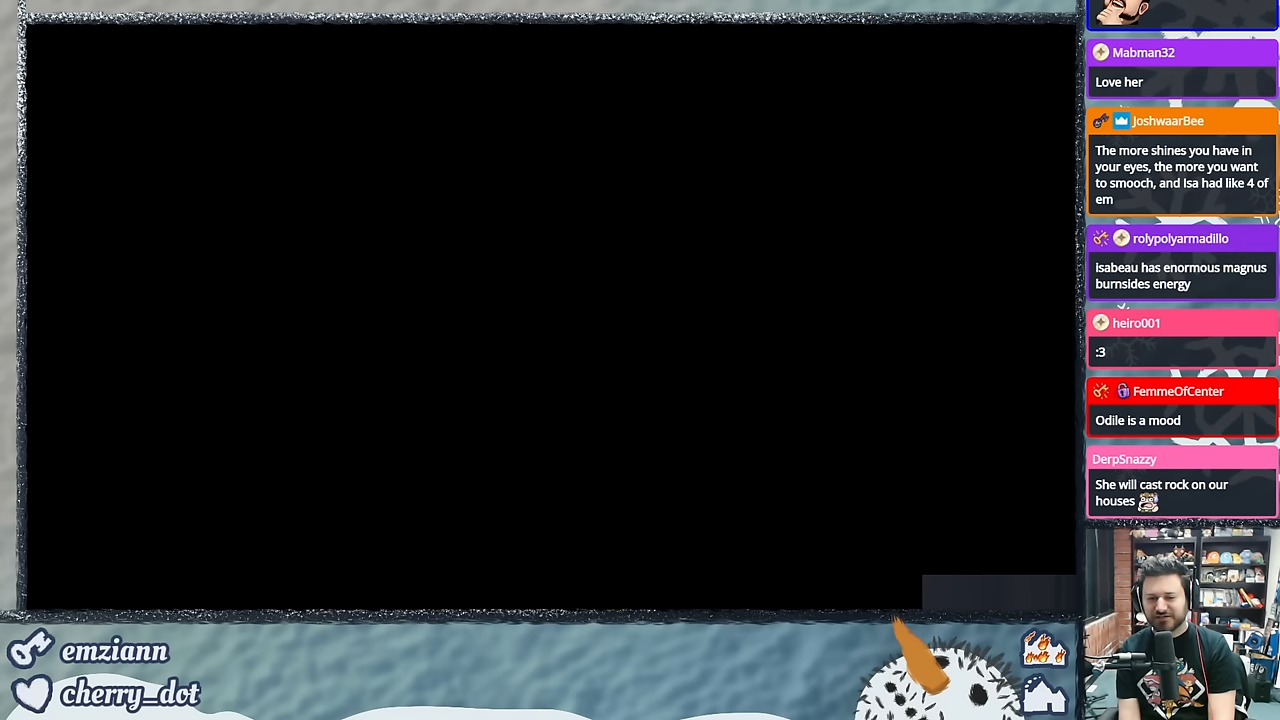 Mabman32
Love her
JoshwaarBee
The more shines you have in
your eyes, the more you want
to smooch, and Isa had like 4 of
em
rolypolyarmadillo
isabeau has enormous magnus
burnsides energy
heiro001
:3
FemmeOfCenter
Odile is a mood
DerpSnazzy
She will cast rock on our
houses
emziann
cherry_dot